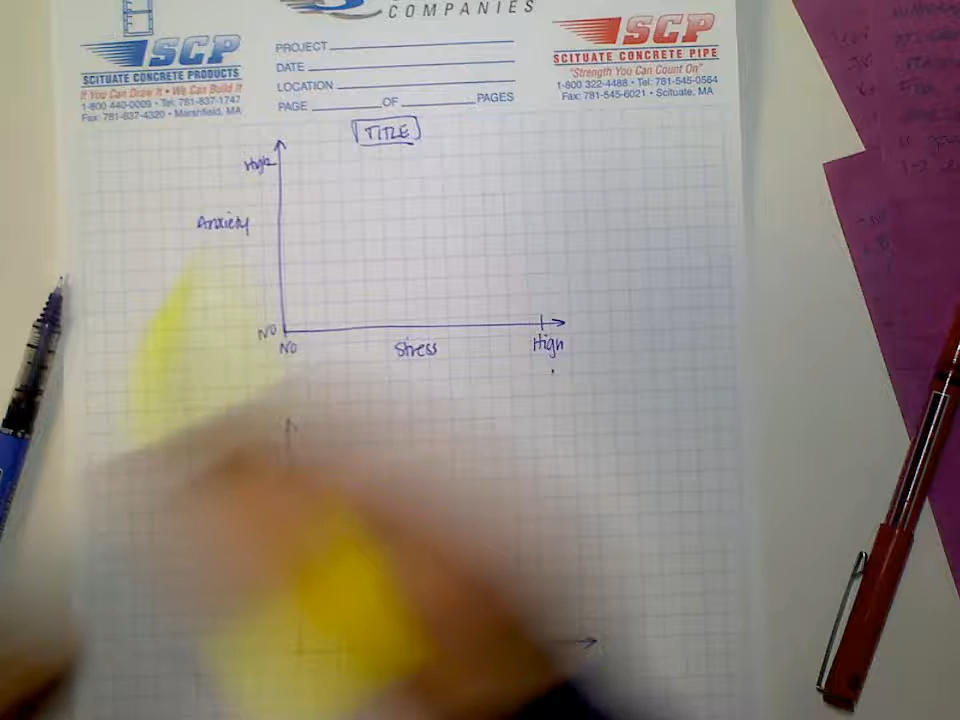 COMPANIES
SCP
SCITUATE CONCRETE PRODUCTS
If You Can Draw It • We Can Build It
1-800 440-0009 • Tel: 781-837-1747
Fax: 781-837-4320 • Marshfield, MA
PROJECT
DATE
LOCATION
PAGE OF PAGES
SCP
SCITUATE CONCRETE PIPE
"Strength You Can Count On"
1-800 322-4488 • Tel: 781-545-0564
Fax: 781-545-6021 • Scituate, MA
TITLE
High
Anxiety
NO
NO
Stress
High